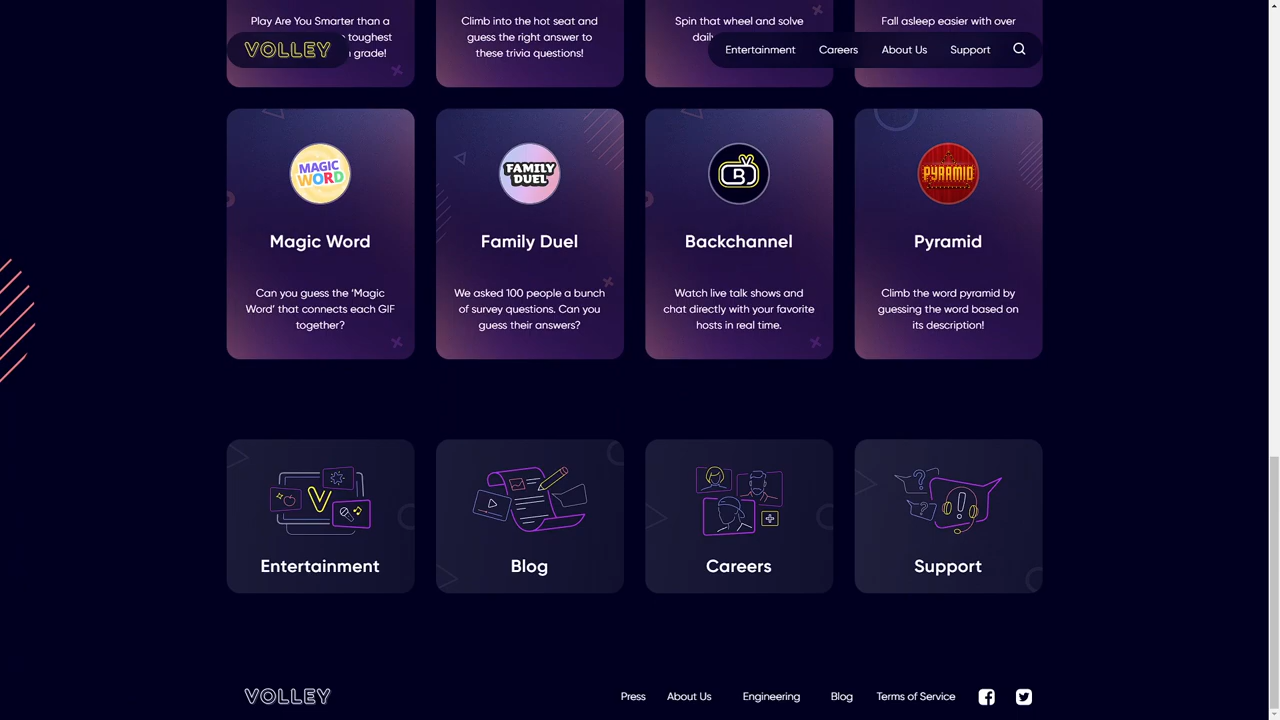 Play Are You Smarter than a
toughest
grade!
Climb into the hot seat and
guess the right answer to
these trivia questions!
Spin that wheel and solve
Fall asleep easier with over
VOLLEY
Entertainment
Careers
About Us
Support
MAGIC
WORD
Magic Word
Can you guess the ‘Magic
Word’ that connects each GIF
together?
FAMILY
DUEL
Family Duel
We asked 100 people a bunch
of survey questions. Can you
guess their answers?
B
Backchannel
Watch live talk shows and
chat directly with your favorite
hosts in real time.
PYRAMID
Pyramid
Climb the word pyramid by
guessing the word based on
its description!
Entertainment
Blog
Careers
Support
VOLLEY
Press
About Us
Engineering
Blog
Terms of Service